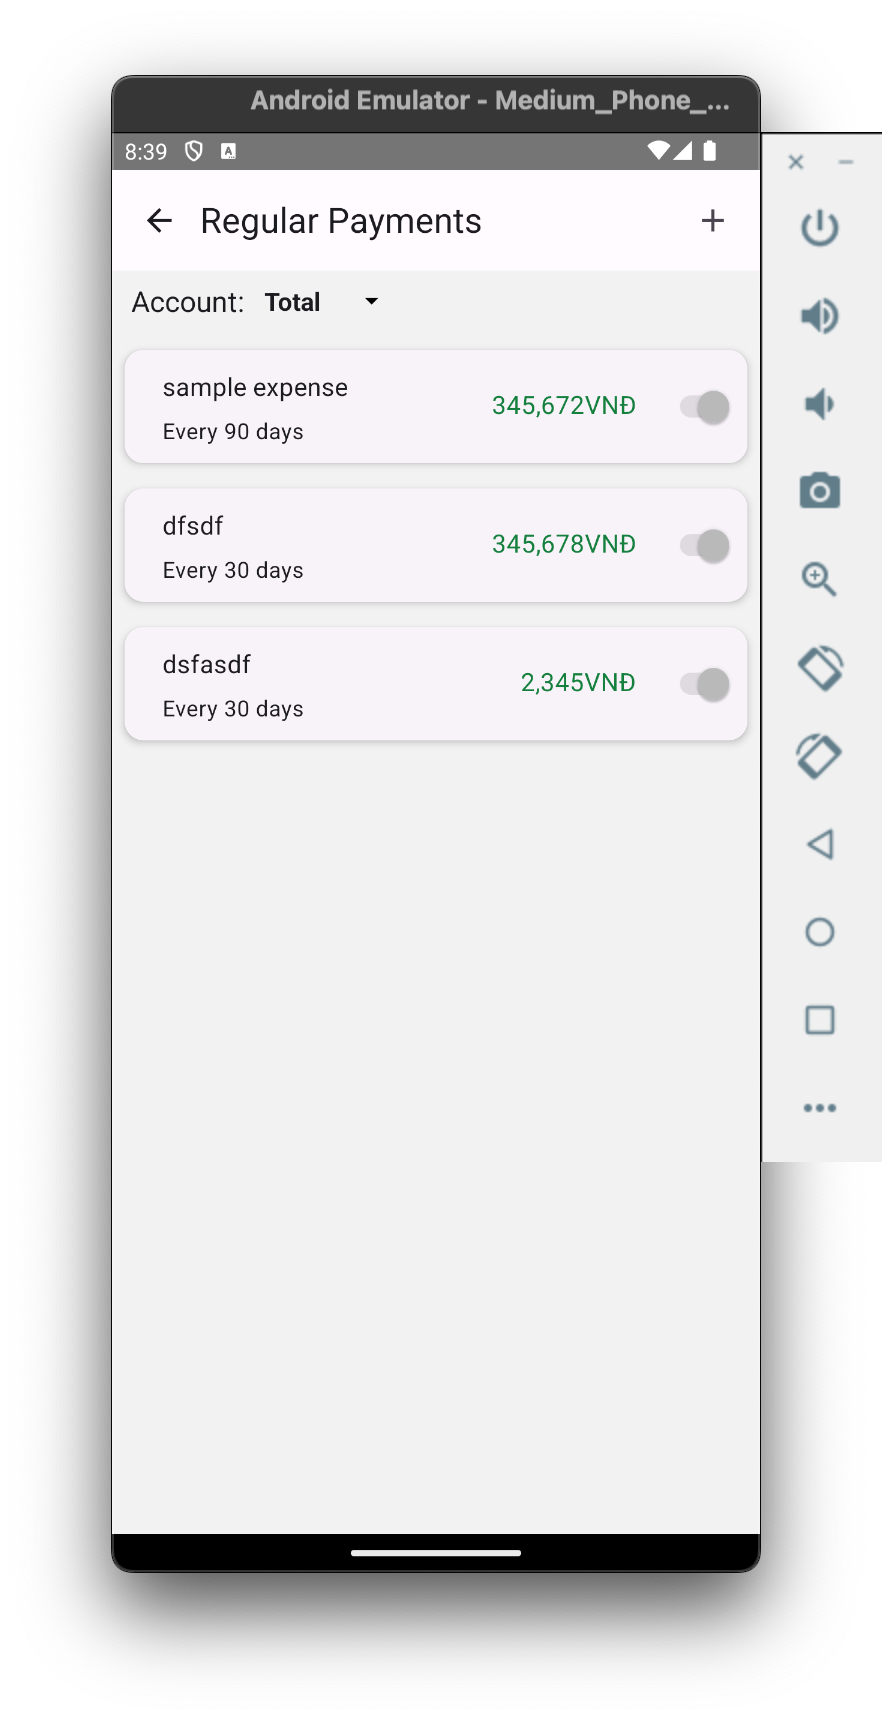 Android Emulator - Medium_Phone_...
8:39
A
Regular Payments
Account: Total
sample expense
345,672VNĐ
Every 90 days
dfsdf
345,678VNĐ
Every 30 days
dsfasdf
2,345VNĐ
Every 30 days